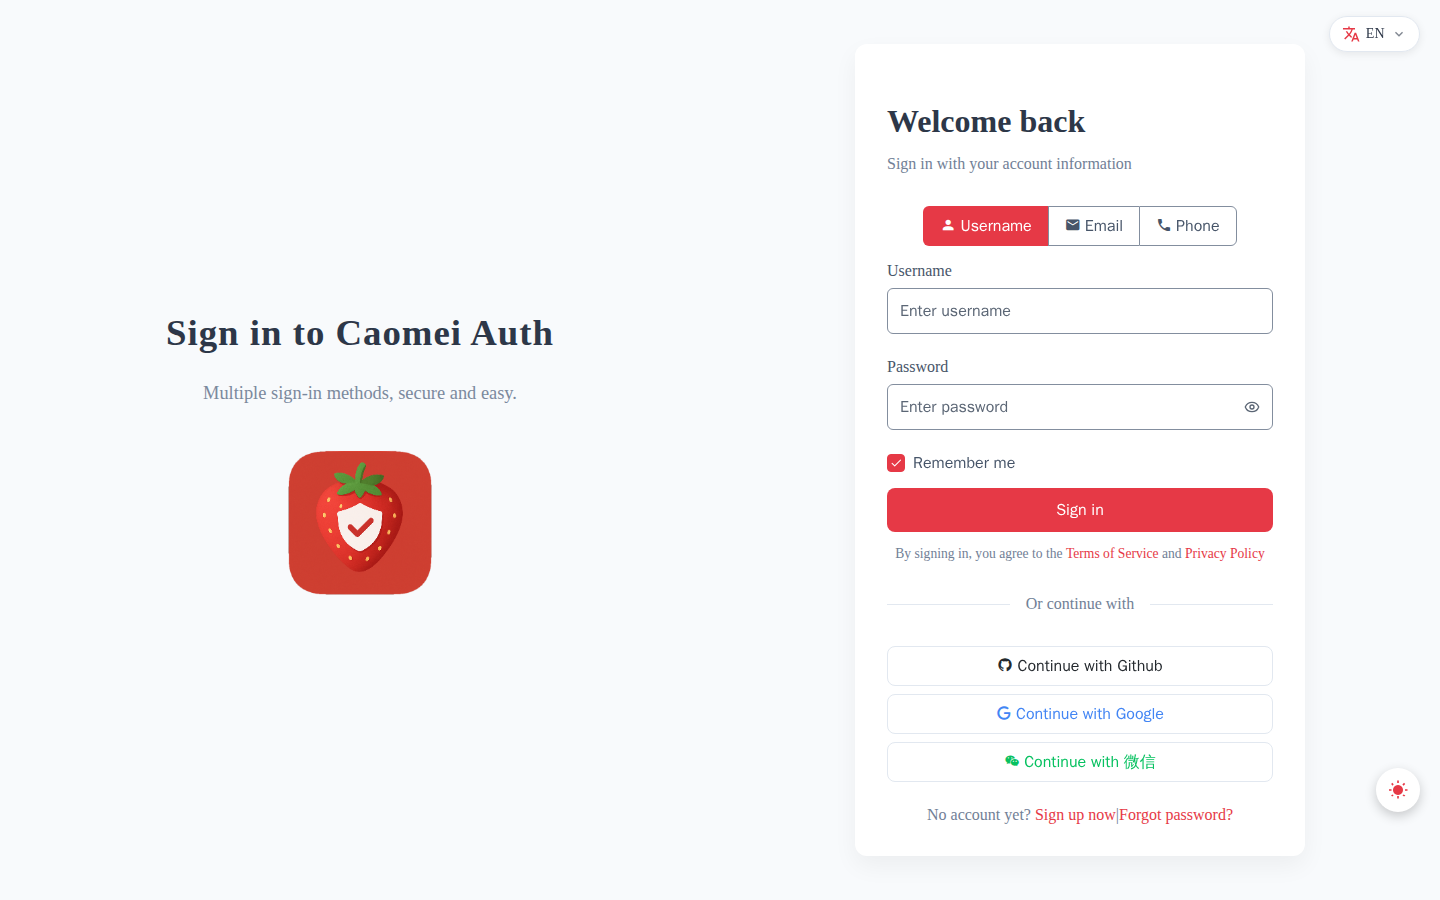 EN
Sign in to Caomei Auth
Multiple sign-in methods, secure and easy.
Welcome back
Sign in with your account information
Username
Email
Phone
Username
Enter username
Password
Enter password
Remember me
Sign in
By signing in, you agree to the Terms of Service and Privacy Policy
Or continue with
Continue with Github
Continue with Google
Continue with 微信
No account yet? Sign up now|Forgot password?